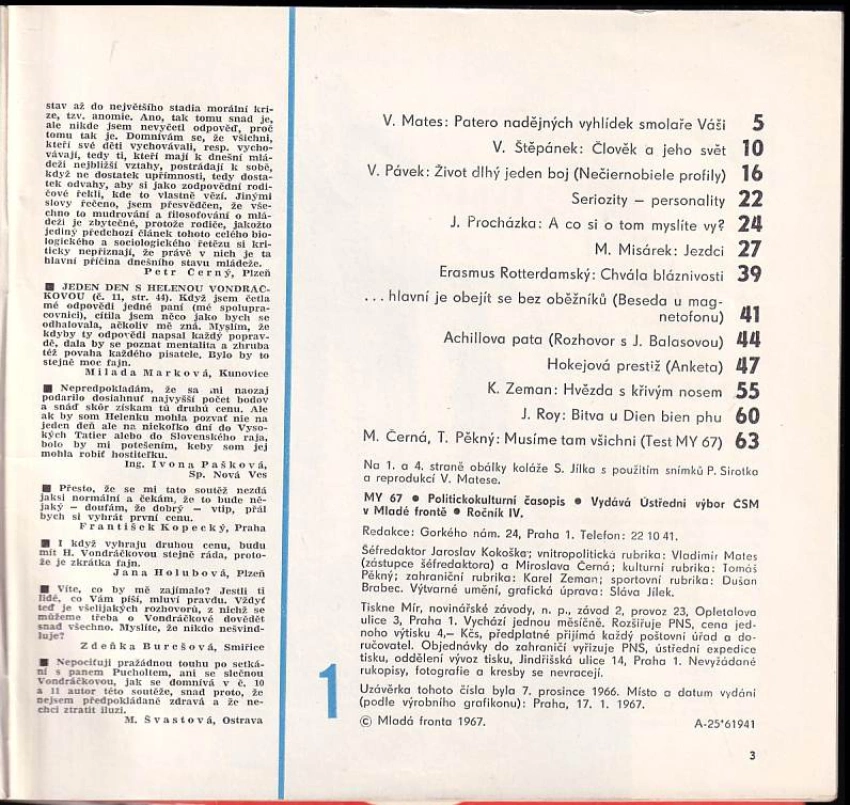 stav až do největšího stadia morální kri-
ze, tzv. anomie. Ano, tak tomu snad je,
ale nikde jsem nevyčetl odpověď, proč
tomu tak je. Domnívám se, že všichni,
kteří své děti vychovávali, resp. vycho-
vávají, tedy ti, kteří mají k dnešní mlá-
deži nejbližší vztahy, postrádají k sobě,
když ne dostatek upřímnosti, tedy dosta-
tek odvahy, aby si jako zodpovědní rodi-
čové řekli, kde to vlastně vězí. Jinými
slovy řečeno, jsem přesvědčen, že vše-
chno to mudrování a filosofování o mlá-
deži je zbytečné, protože rodiče, jakožto
jediný předchozí článek tohoto celého bio-
logického a sociologického řetězu si kri-
ticky nepřiznají, že právě v nich je ta
hlavní příčina dnešního stavu mládeže.
Petr Černý, Plzeň
■ JEDEN DEN S HELENOU VONDRÁČ-
KOVOU (č. 11, str. 44). Když jsem četla
mé odpovědi jedné paní (mé spolupra-
covnici), cítila jsem něco jako bych se
odhalovala, ačkoliv mě zná. Myslím, že
kdyby ty odpovědi napsal každý poprav-
dě, dala by se poznat mentalita a zhruba
též povaha každého pisatele. Bylo by to
stejně moc fajn.
Milada Marková, Kunovice
■ Nepredpokladám, že sa mi naozaj
podarilo dosiahnuť najvyšší počet bodov
a snáď skôr získam tú druhú cenu. Ale
ak by som Helenku mohla pozvať nie na
jeden deň ale na niekoľko dní do Vyso-
kých Tatier alebo do Slovenského raja,
bolo by mi potešením, keby som jej
mohla robiť hostiteľku.
Ing. Ivona Pašková,
Sp. Nová Ves
■ Přesto, že se mi tato soutěž nezdá
jaksi normální a čekám, že to bude ně-
jaký – doufám, že dobrý – vtip, přál
bych si vyhrát první cenu.
František Kopecký, Praha
■ I když vyhraju druhou cenu, budu
mít H. Vondráčkovou stejně ráda, proto-
že je zkrátka fajn.
Jana Holubová, Plzeň
■ Víte, co by mě zajímalo? Jestli ti
lidé, co Vám píší, mluví pravdu. Vždyť
teď je všelijakých rozhovorů, z nichž se
můžeme třeba o Vondráčkové dovědět
snad všechno. Myslíte, že nikdo nešvind-
luje?
Zdeňka Burešová, Smiřice
■ Nepociťuji pražádnou touhu po setká-
ní s panem Pucholtem, ani se slečnou
Vondráčkovou, jak se domnívá v č. 10
a 11 autor této soutěže, snad proto, že
nejsem předpokládaně zdravá a že ne-
chci ztratit iluzi.
M. Švastová, Ostrava
V. Mates: Patero nadějných vyhlídek smolaře Váši 5
V. Štěpánek: Člověk a jeho svět 10
V. Pávek: Život dlhý jeden boj (Nečiernobiele profily) 16
Seriozity – personality 22
J. Procházka: A co si o tom myslíte vy? 24
M. Misárek: Jezdci 27
Erasmus Rotterdamský: Chvála bláznivosti 39
... hlavní je obejít se bez oběžníků (Beseda u mag-
netofonu) 41
Achillova pata (Rozhovor s J. Balasovou) 44
Hokejová prestiž (Anketa) 47
K. Zeman: Hvězda s křivým nosem 55
J. Roy: Bitva u Dien bien phu 60
M. Černá, T. Pěkný: Musíme tam všichni (Test MY 67) 63
Na 1. a 4. straně obálky koláže S. Jílka s použitím snímků P. Sirotka
a reprodukcí V. Matese.
MY 67 ● Politickokulturní časopis ● Vydává Ústřední výbor ČSM
v Mladé frontě ● Ročník IV.
Redakce: Gorkého nám. 24, Praha 1. Telefon: 22 10 41.
Šéfredaktor Jaroslav Kokoška; vnitropolitická rubrika: Vladimír Mates
(zástupce šéfredaktora) a Miroslava Černá; kulturní rubrika: Tomáš
Pěkný; zahraniční rubrika: Karel Zeman; sportovní rubrika: Dušan
Brabec. Výtvarné umění, grafická úprava: Sláva Jílek.
Tiskne Mír, novinářské závody, n. p., závod 2, provoz 23, Opletalova
ulice 3, Praha 1. Vychází jednou měsíčně. Rozšiřuje PNS, cena jed-
noho výtisku 4,– Kčs, předplatné přijímá každý poštovní úřad a do-
ručovatel. Objednávky do zahraničí vyřizuje PNS, ústřední expedice
tisku, oddělení vývoz tisku, Jindřišská ulice 14, Praha 1. Nevyžádané
rukopisy, fotografie a kresby se nevracejí.
Uzávěrka tohoto čísla byla 7. prosince 1966. Místo a datum vydání
(podle výrobního grafikonu): Praha, 17. 1. 1967.
© Mladá fronta 1967. A-25*61941
1
3